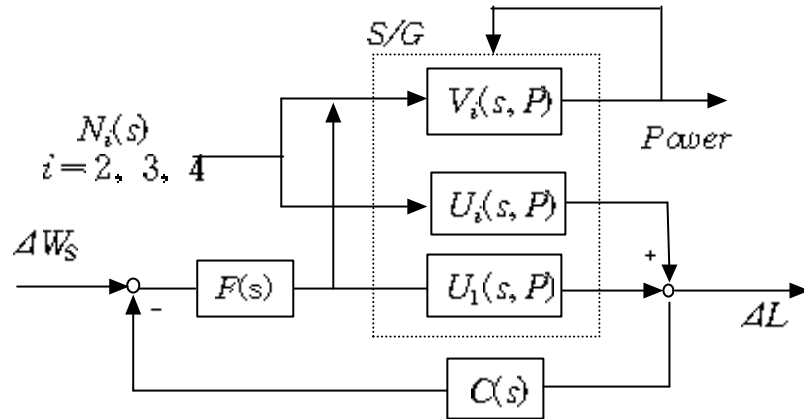 S/G
V_i(s, P)
N_i(s)
i=2, 3, 4
Power
U_i(s, P)
ΔW_S
+
F(s)
U_1(s, P)
-
ΔL
C(s)